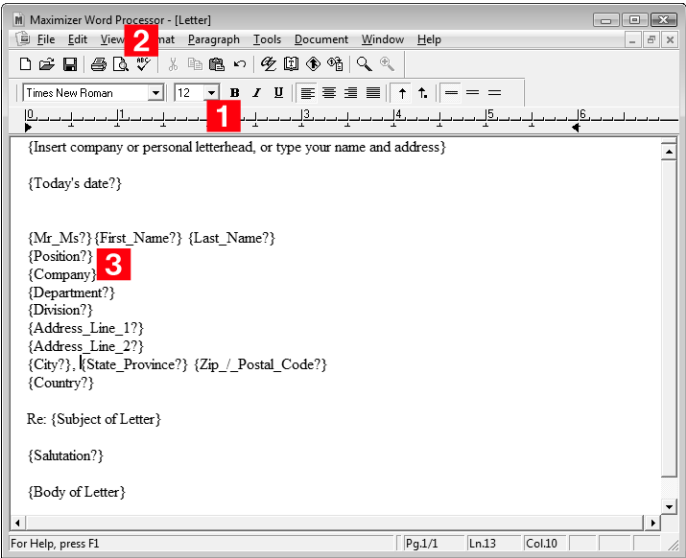 Maximizer Word Processor - [Letter]
File Edit View mat Paragraph Tools Document Window Help
2
ABC
Times New Roman 12 B I U
1
0 1 3 4 5 6
{Insert company or personal letterhead, or type your name and address}
{Today's date?}
{Mr_Ms?} {First_Name?} {Last_Name?}
{Position?}
{Company}
3
{Department?}
{Division?}
{Address_Line_1?}
{Address_Line_2?}
{City?}, {State_Province?} {Zip_/_Postal_Code?}
{Country?}
Re: {Subject of Letter}
{Salutation?}
{Body of Letter}
For Help, press F1 Pg.1/1 Ln.13 Col.10